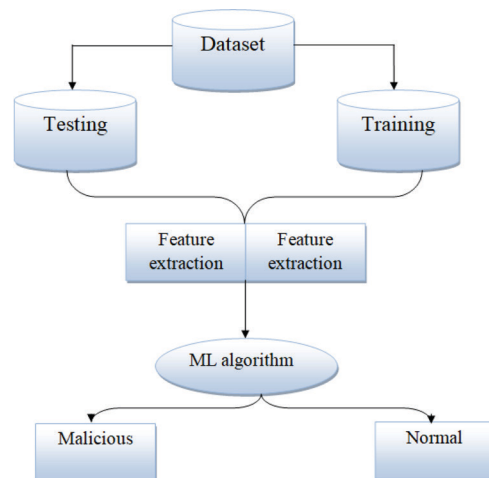 Dataset
Testing
Training
Feature
extraction
Feature
extraction
ML algorithm
Malicious
Normal